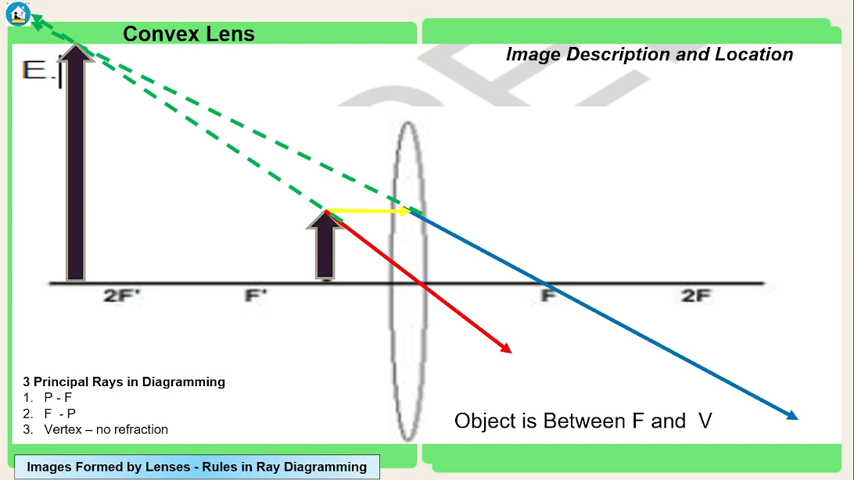 Convex Lens
Image Description and Location
E.
2F'
F'
F
2F
3 Principal Rays in Diagramming
1. P - F
2. F - P
3. Vertex – no refraction
Object is Between F and V
Images Formed by Lenses - Rules in Ray Diagramming